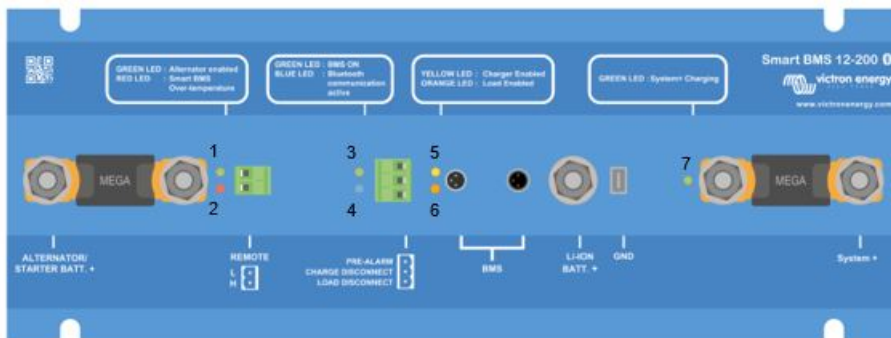 GREEN LED : Alternator enabled
RED LED : Smart BMS
Over-temperature
GREEN LED : BMS ON
BLUE LED : Bluetooth
communication
active
YELLOW LED : Charger Enabled
ORANGE LED : Load Enabled
GREEN LED : System+ Charging
Smart BMS 12-200
victron energy
www.victronenergy.com
1
2
3
4
5
6
7
MEGA
MEGA
ALTERNATOR/
STARTER BATT. +
REMOTE
L
H
PRE-ALARM
CHARGE DISCONNECT
LOAD DISCONNECT
BMS
LI-ION
BATT. +
GND
System +